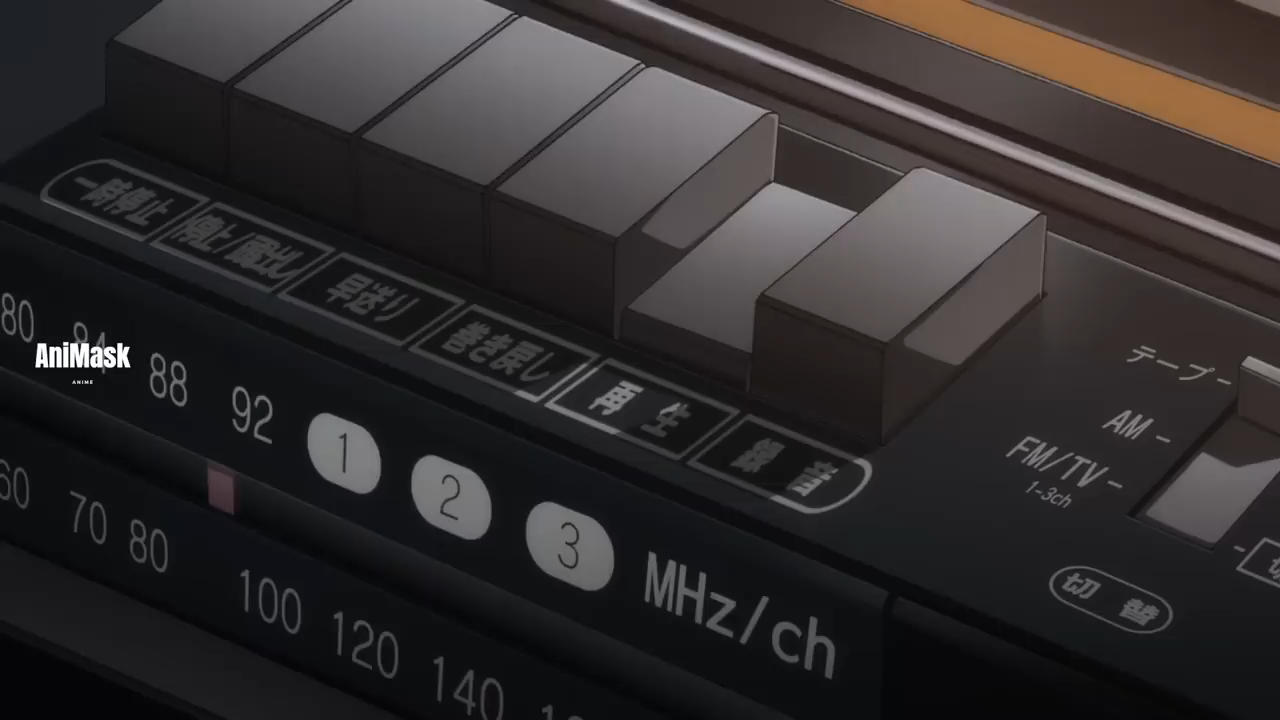 一時停止 停止/蔵出し 早送り 巻き戻し 再生 録音
テープ
AM
FM/TV
1-3ch
切替
80 84 88 92 1 2 3 MHz/ch
AniMask
ANIME
60 70 80 100 120 140